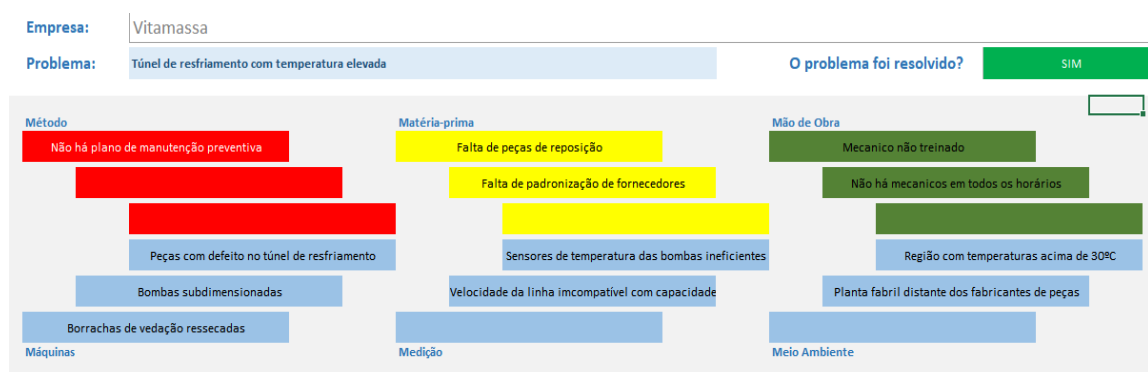 Empresa: Vitamassa
Problema: Túnel de resfriamento com temperatura elevada O problema foi resolvido? SIM
Método Matéria-prima Mão de Obra
Não há plano de manutenção preventiva Falta de peças de reposição Mecanico não treinado
Falta de padronização de fornecedores Não há mecanicos em todos os horários
Peças com defeito no túnel de resfriamento Sensores de temperatura das bombas ineficientes Região com temperaturas acima de 30ºC
Bombas subdimensionadas Velocidade da linha imcompatível com capacidade Planta fabril distante dos fabricantes de peças
Borrachas de vedação ressecadas
Máquinas Medição Meio Ambiente